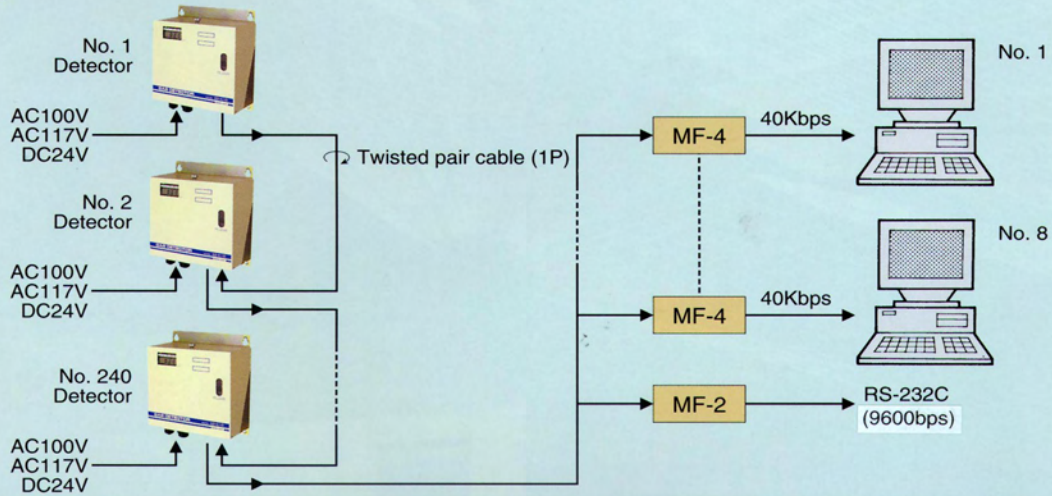 No. 1
Detector
AC100V
AC117V
DC24V
Twisted pair cable (1P)
No. 2
Detector
AC100V
AC117V
DC24V
No. 240
Detector
AC100V
AC117V
DC24V
MF-4
40Kbps
No. 1
MF-4
40Kbps
No. 8
MF-2
RS-232C
(9600bps)